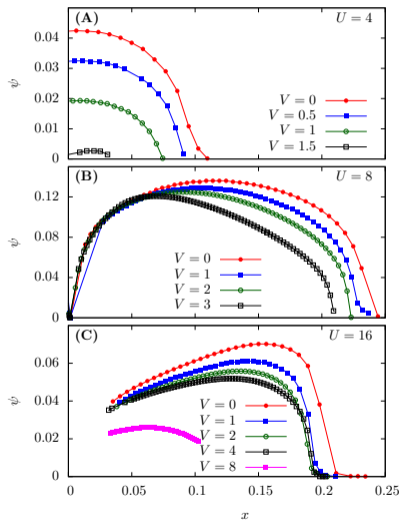 (A) U = 4
0.04
0.03
0.02
0.01
0
ψ
V = 0
V = 0.5
V = 1
V = 1.5
(B) U = 8
0.12
0.08
0.04
0
ψ
V = 0
V = 1
V = 2
V = 3
(C) U = 16
0.06
0.04
0.02
0
ψ
V = 0
V = 1
V = 2
V = 4
V = 8
0 0.05 0.1 0.15 0.2 0.25
x